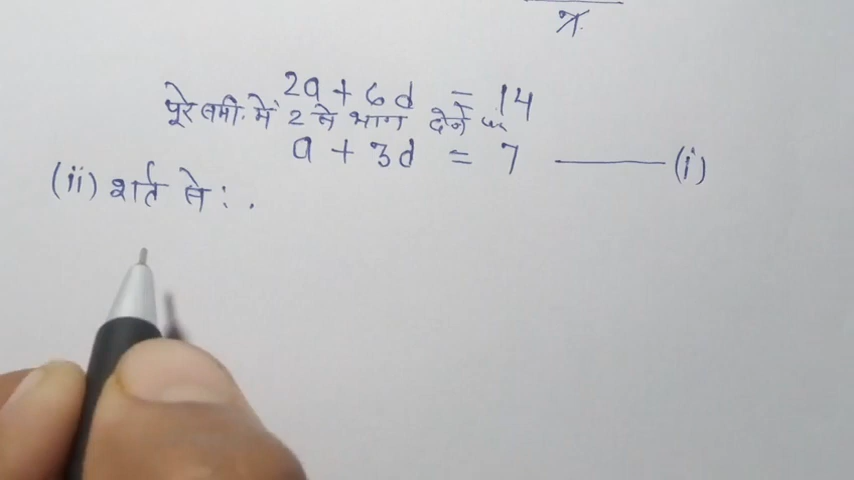 2a + 6d = 14
पूरे समी. में 2 से भाग देने पर
a + 3d = 7 ——— (i)
(ii) शर्त से :.